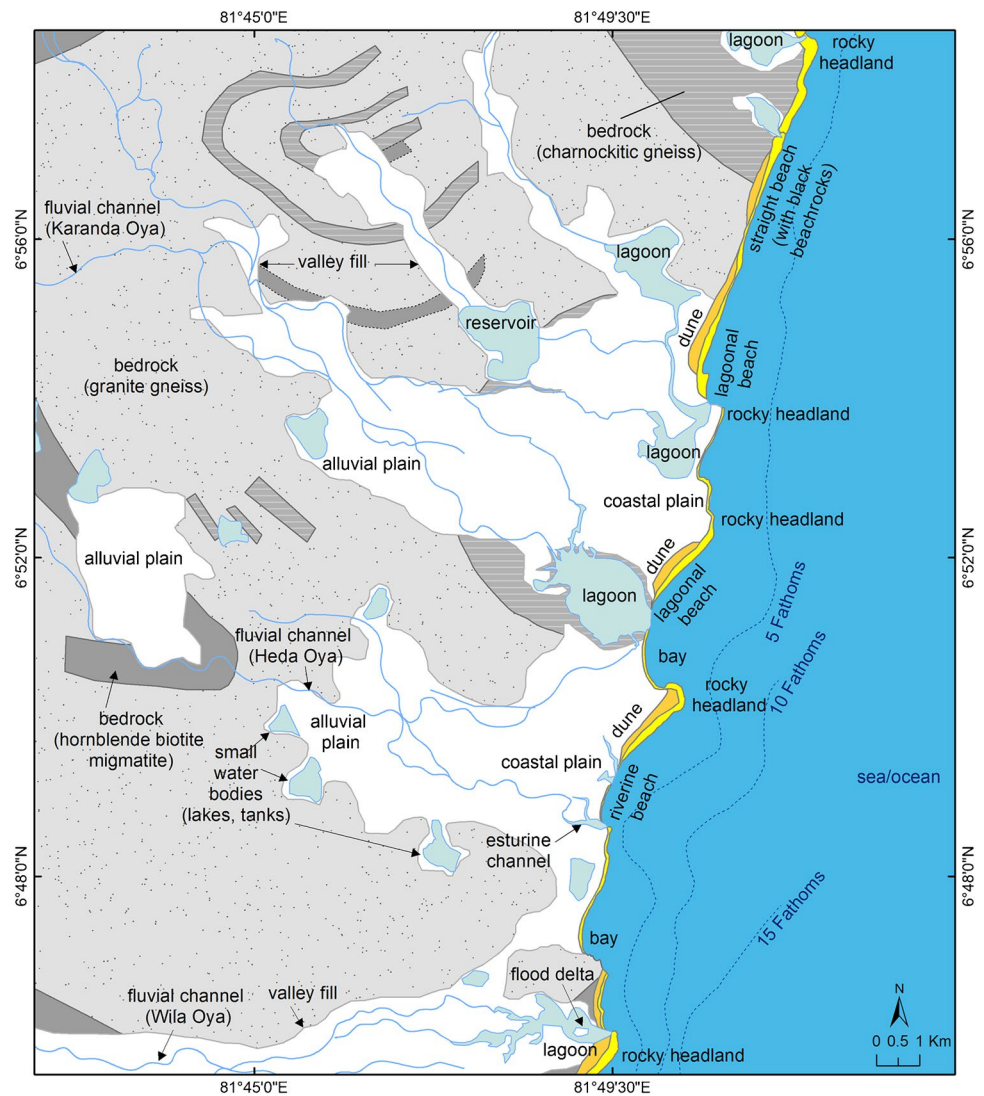 81°45'0"E
81°49'30"E
lagoon
rocky
headland
bedrock
(charnockitic gneiss)
straight beach
(with black
beachrocks)
fluvial channel
(Karanda Oya)
6°56'0"N
6°56'0"N
valley fill
lagoon
reservoir
dune
lagoonal
beach
bedrock
(granite gneiss)
rocky headland
lagoon
alluvial plain
coastal plain
rocky headland
alluvial plain
dune
6°52'0"N
6°52'0"N
lagoon
lagoonal
beach
5 Fathoms
fluvial channel
(Heda Oya)
bay
10 Fathoms
rocky
headland
bedrock
(hornblende biotite
migmatite)
alluvial
plain
dune
small
water
bodies
(lakes, tanks)
coastal plain
riverine
beach
sea/ocean
esturine
channel
6°48'0"N
6°48'0"N
15 Fathoms
bay
flood delta
fluvial channel
(Wila Oya)
valley fill
N
0 0.5 1 Km
lagoon
rocky headland
81°45'0"E
81°49'30"E